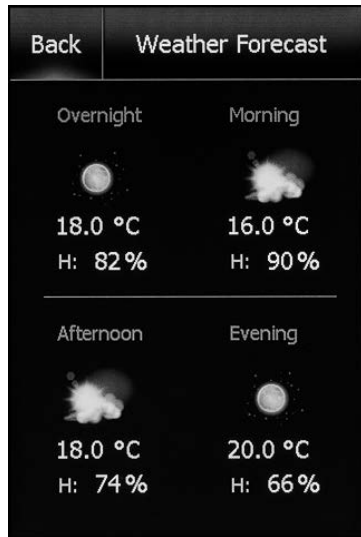 Back Weather Forecast
Overnight Morning
18.0 °C 16.0 °C
H: 82% H: 90%
Afternoon Evening
18.0 °C 20.0 °C
H: 74% H: 66%